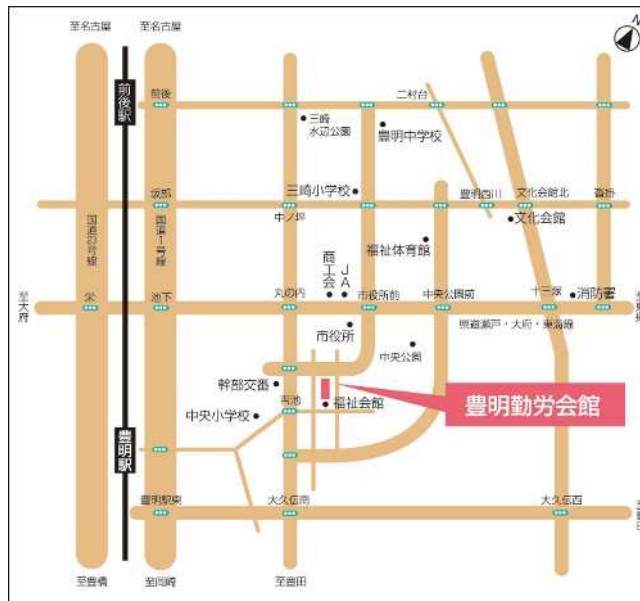 至名古屋
至名古屋
N
前後駅
前後
二村台
三崎
水辺公園
豊明中学校
三崎小学校
坂部
中ノ坪
豊明西川
文化会館北
沓掛
文化会館
国道23号線
国道1号線
福祉体育館
商工会
JA
至大府
栄
池下
丸の内
市役所前
中央公園前
十三塚
消防署
市役所
県道瀬戸・大府・東海線
中央公園
幹部交番
吉池
福祉会館
豊明勤労会館
中央小学校
豊明駅
豊明駅東
大久伝南
大久伝西
至豊橋
至岡崎
至豊田